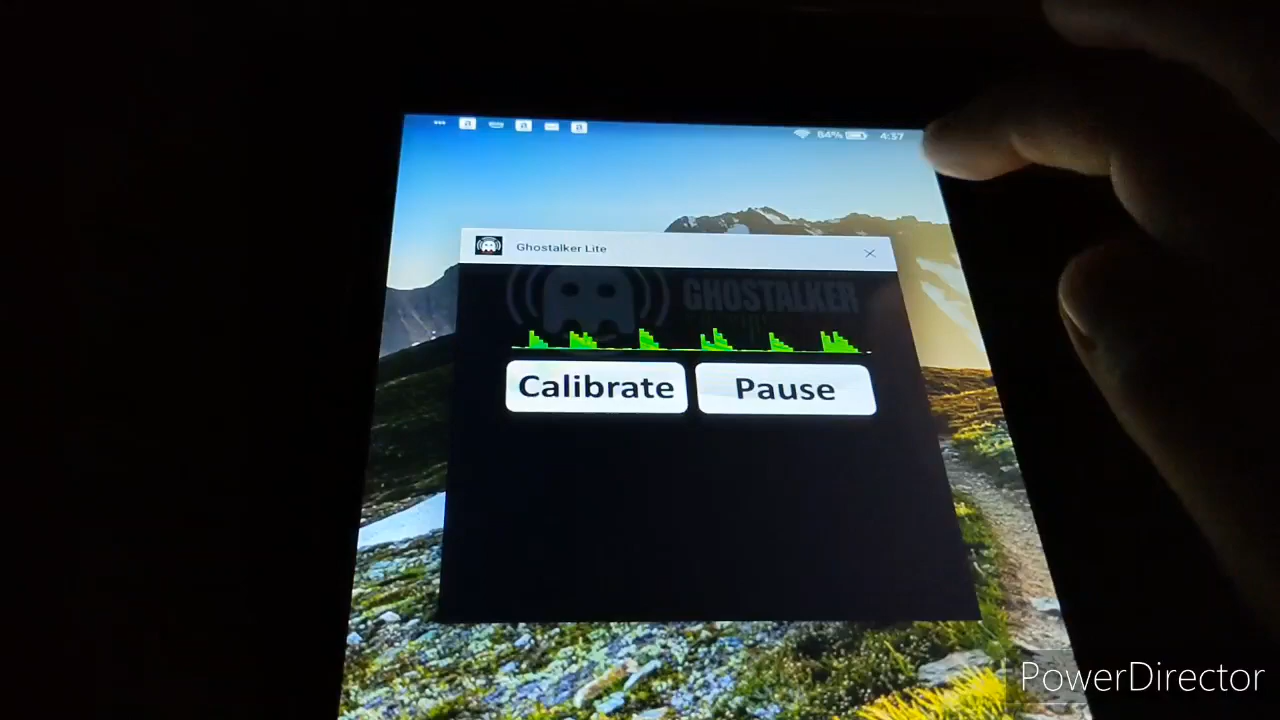 84% 4:37
Ghostalker Lite
GHOSTALKER
Calibrate Pause
PowerDirector